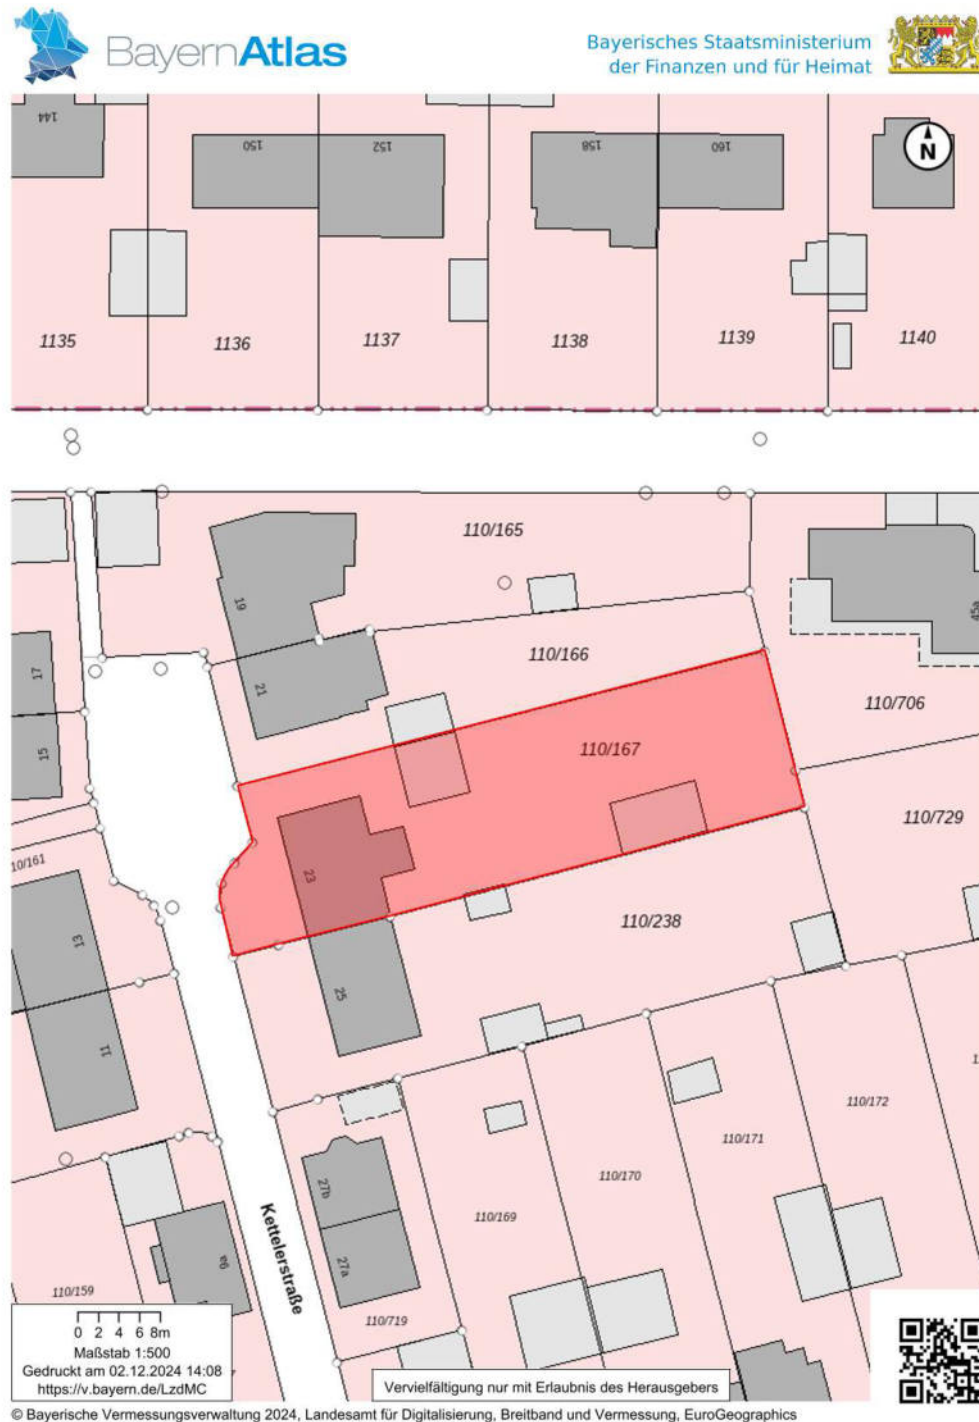 BayernAtlas
Bayerisches Staatsministerium
der Finanzen und für Heimat
144
150
152
158
160
N
1135
1136
1137
1138
1139
1140
110/165
19
45a
17
110/166
21
110/706
15
110/167
110/729
10/161
23
13
110/238
25
11
110/172
110/171
27b
110/170
110/169
Kettelerstraße
27a
9a
110/159
110/719
0 2 4 6 8m
Maßstab 1:500
Gedruckt am 02.12.2024 14:08
https://v.bayern.de/LzdMC
Vervielfältigung nur mit Erlaubnis des Herausgebers
© Bayerische Vermessungsverwaltung 2024, Landesamt für Digitalisierung, Breitband und Vermessung, EuroGeographics